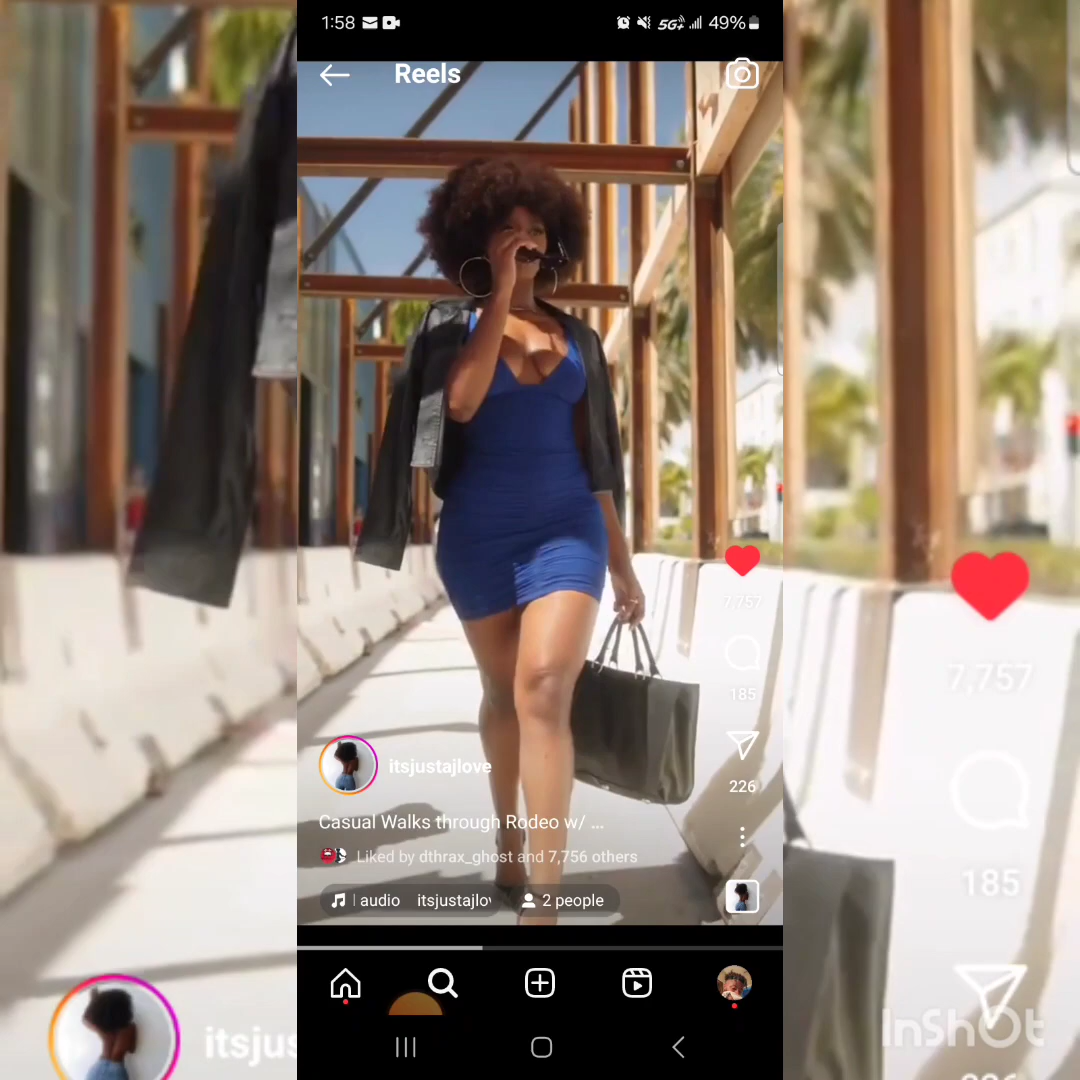 1:58 5G+ 49%
Reels
7,757
185
226
itsjustajlove
Casual Walks through Rodeo w/ ...
Liked by dthrax_ghost and 7,756 others
l audio itsjustajlo
2 people
7,757
185
itsjus
InShOt